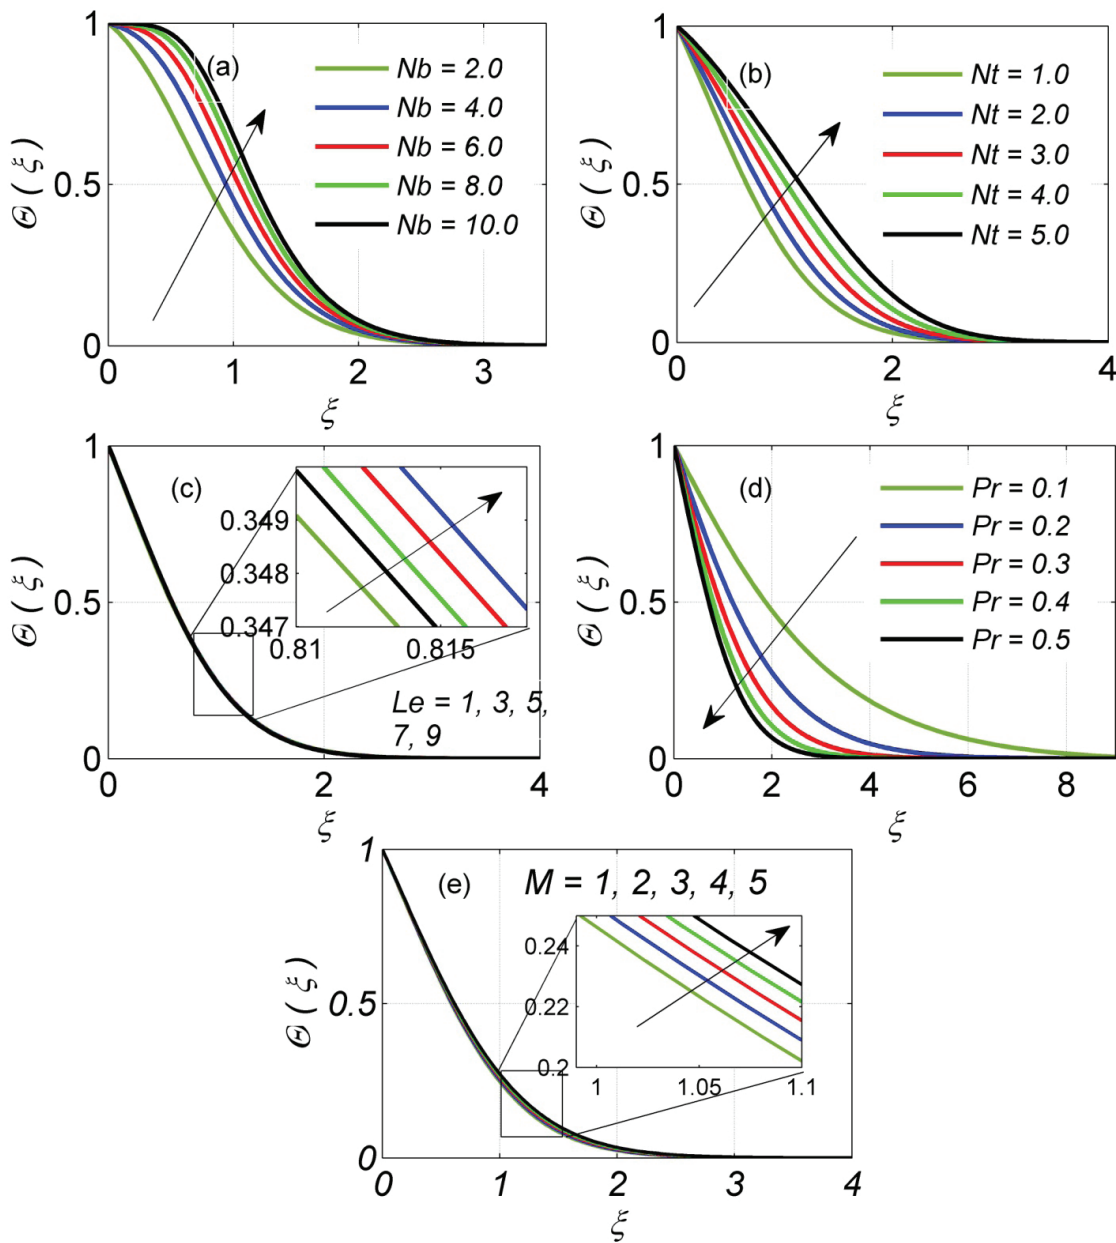 (a)
Nb = 2.0
Nb = 4.0
Nb = 6.0
Nb = 8.0
Nb = 10.0
1
0.5
0
Θ ( ξ )
0 1 2 3
ξ
(b)
Nt = 1.0
Nt = 2.0
Nt = 3.0
Nt = 4.0
Nt = 5.0
1
0.5
0
Θ ( ξ )
0 2 4
ξ
(c)
1
0.5
0
Θ ( ξ )
0.349
0.348
0.347
0.81 0.815
Le = 1, 3, 5,
7, 9
0 2 4
ξ
(d)
Pr = 0.1
Pr = 0.2
Pr = 0.3
Pr = 0.4
Pr = 0.5
1
0.5
0
Θ ( ξ )
0 2 4 6 8
ξ
(e)
M = 1, 2, 3, 4, 5
1
0.5
0
Θ ( ξ )
0.24
0.22
0.2
1 1.05 1.1
0 1 2 3 4
ξ